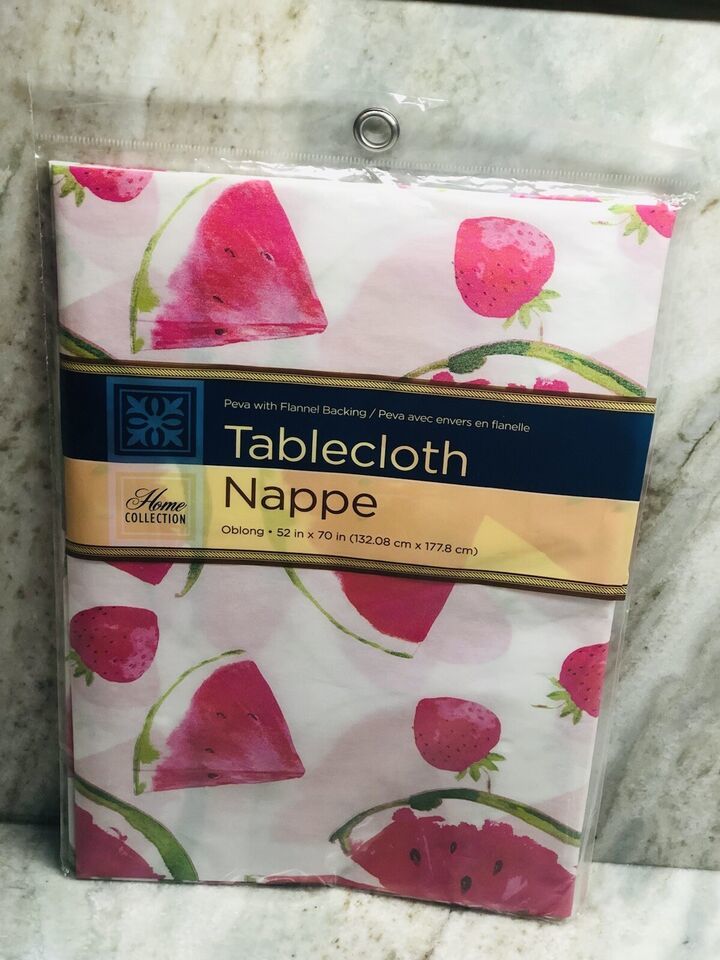 Peva with Flannel Backing / Peva avec envers en flanelle
Tablecloth
Nappe
Home
COLLECTION
Oblong • 52 in x 70 in (132.08 cm x 177.8 cm)